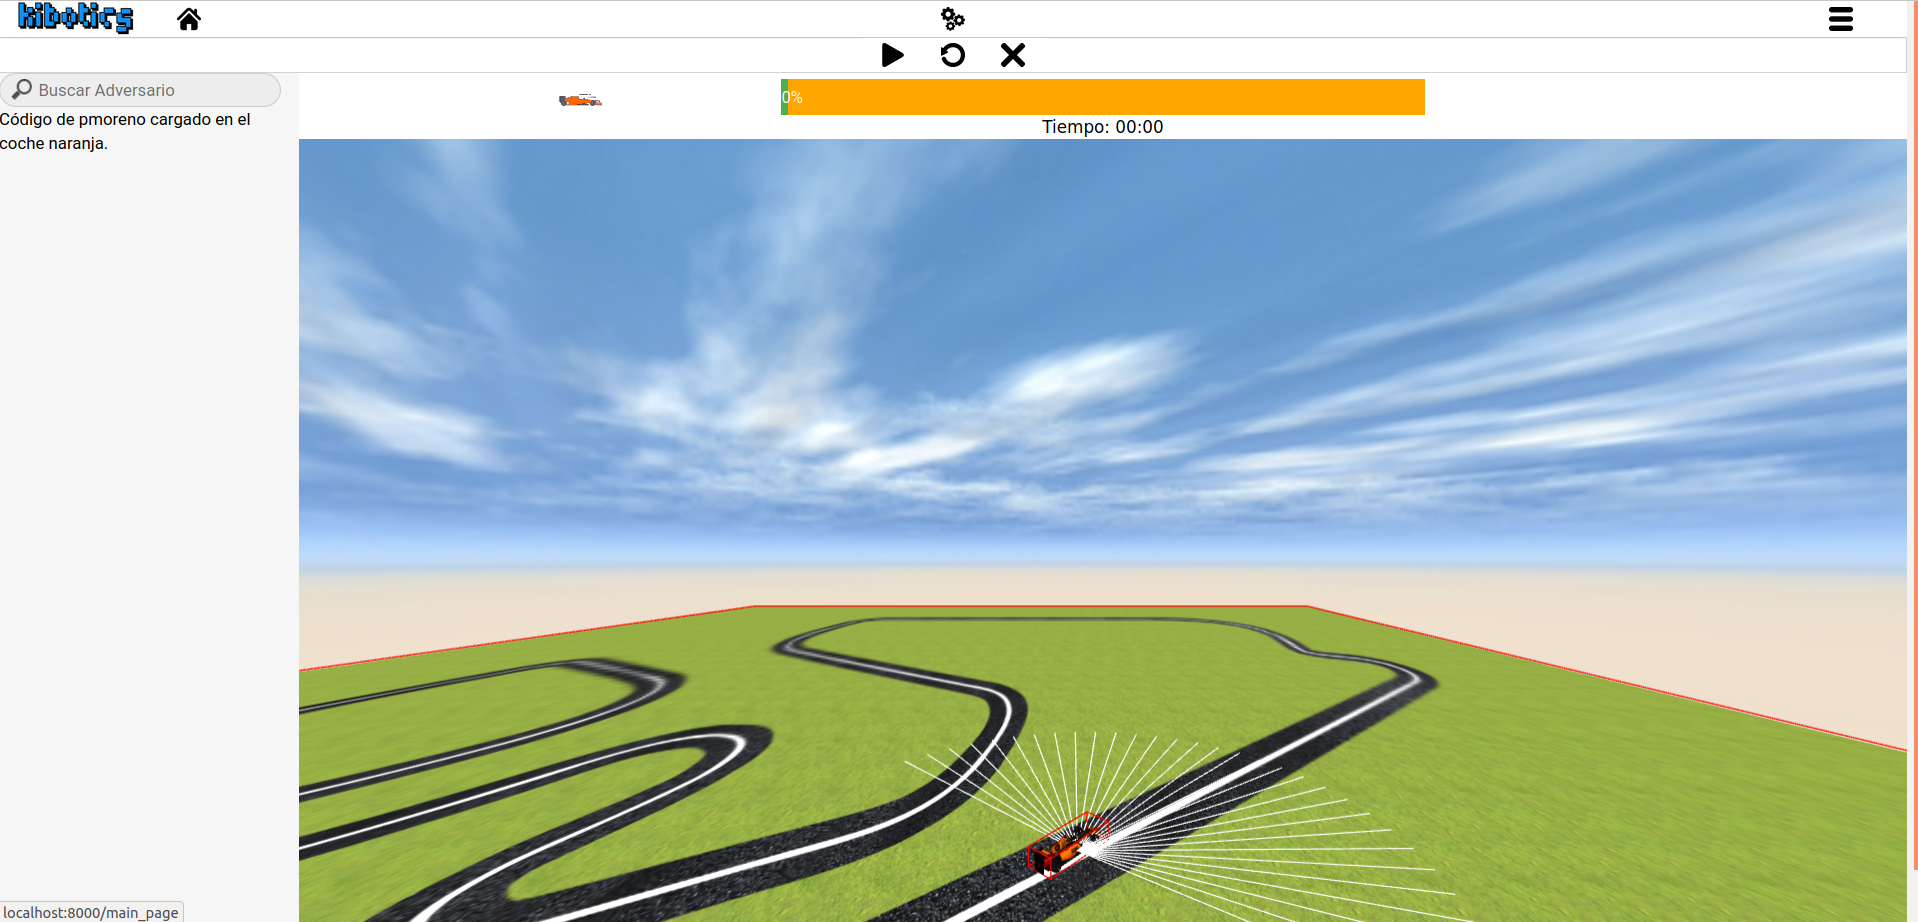 kibotics
Buscar Adversario
Código de pmoreno cargado en el
coche naranja.
0%
Tiempo: 00:00
localhost:8000/main_page